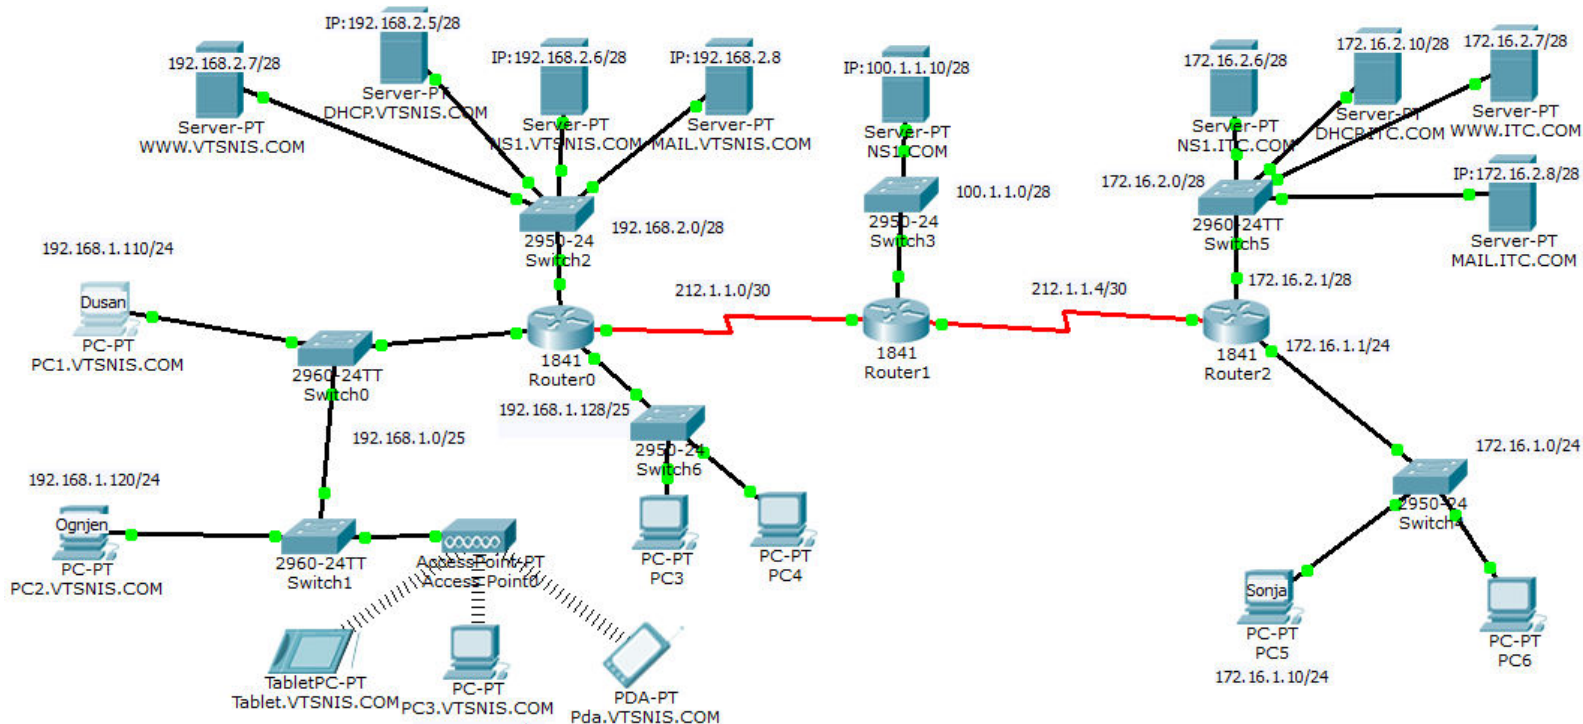 192.168.2.7/28
Server-PT
WWW.VTSNIS.COM
IP:192.168.2.5/28
Server-PT
DHCP.VTSNIS.COM
IP:192.168.2.6/28
Server-PT
NS1.VTSNIS.COM
IP:192.168.2.8
Server-PT
MAIL.VTSNIS.COM
IP:100.1.1.10/28
Server-PT
NS1.COM
172.16.2.6/28
Server-PT
NS1.ITC.COM
172.16.2.10/28
Server-PT
DHCP.ITC.COM
172.16.2.7/28
Server-PT
WWW.ITC.COM
2950-24
Switch2
192.168.2.0/28
2950-24
Switch3
100.1.1.0/28
172.16.2.0/28
2960-24TT
Switch5
IP:172.16.2.8/28
Server-PT
MAIL.ITC.COM
192.168.1.110/24
Dusan
PC-PT
PC1.VTSNIS.COM
2960-24TT
Switch0
1841
Router0
212.1.1.0/30
1841
Router1
212.1.1.4/30
172.16.2.1/28
1841
Router2
172.16.1.1/24
192.168.1.128/25
192.168.1.0/25
2950-24
Switch6
PC-PT
PC3
PC-PT
PC4
172.16.1.0/24
2950-24
Switch4
192.168.1.120/24
Ognjen
PC-PT
PC2.VTSNIS.COM
2960-24TT
Switch1
AccessPoint-PT
Access Point0
TabletPC-PT
Tablet.VTSNIS.COM
PC-PT
PC3.VTSNIS.COM
PDA-PT
Pda.VTSNIS.COM
Sonja
PC-PT
PC5
172.16.1.10/24
PC-PT
PC6